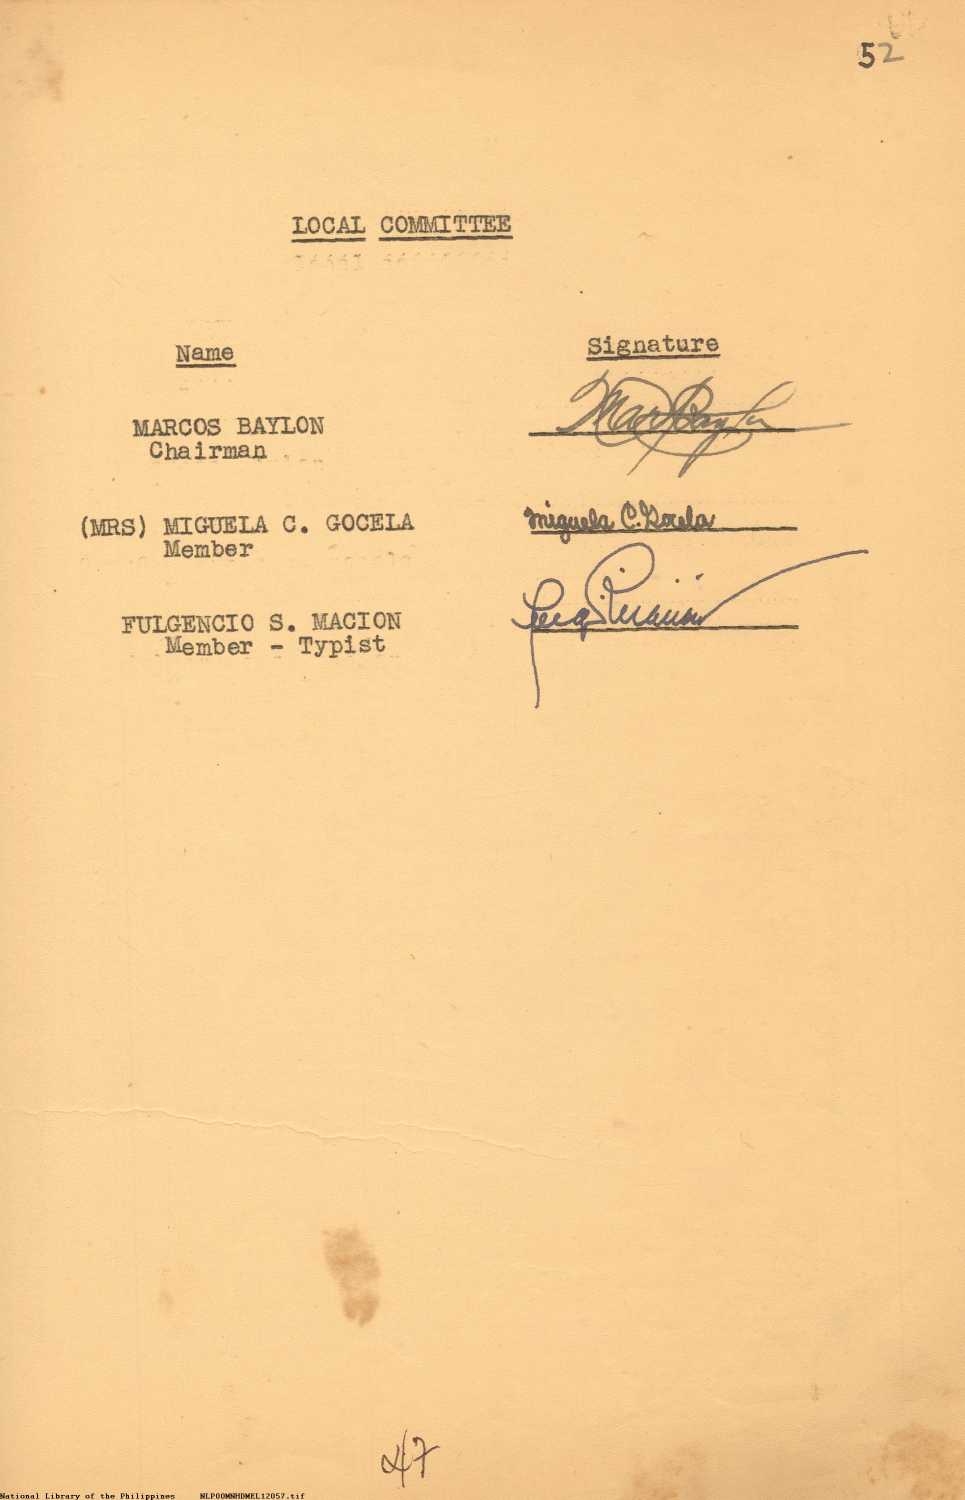 52
LOCAL COMMITTEE
Name Signature
MARCOS BAYLON
Chairman
(MRS) MIGUELA C. GOCELA Miguela C. Gocela
Member
FULGENCIO S. MACION
Member - Typist
47
National Library of the Philippines NLP00MNHDMEL12057.tif